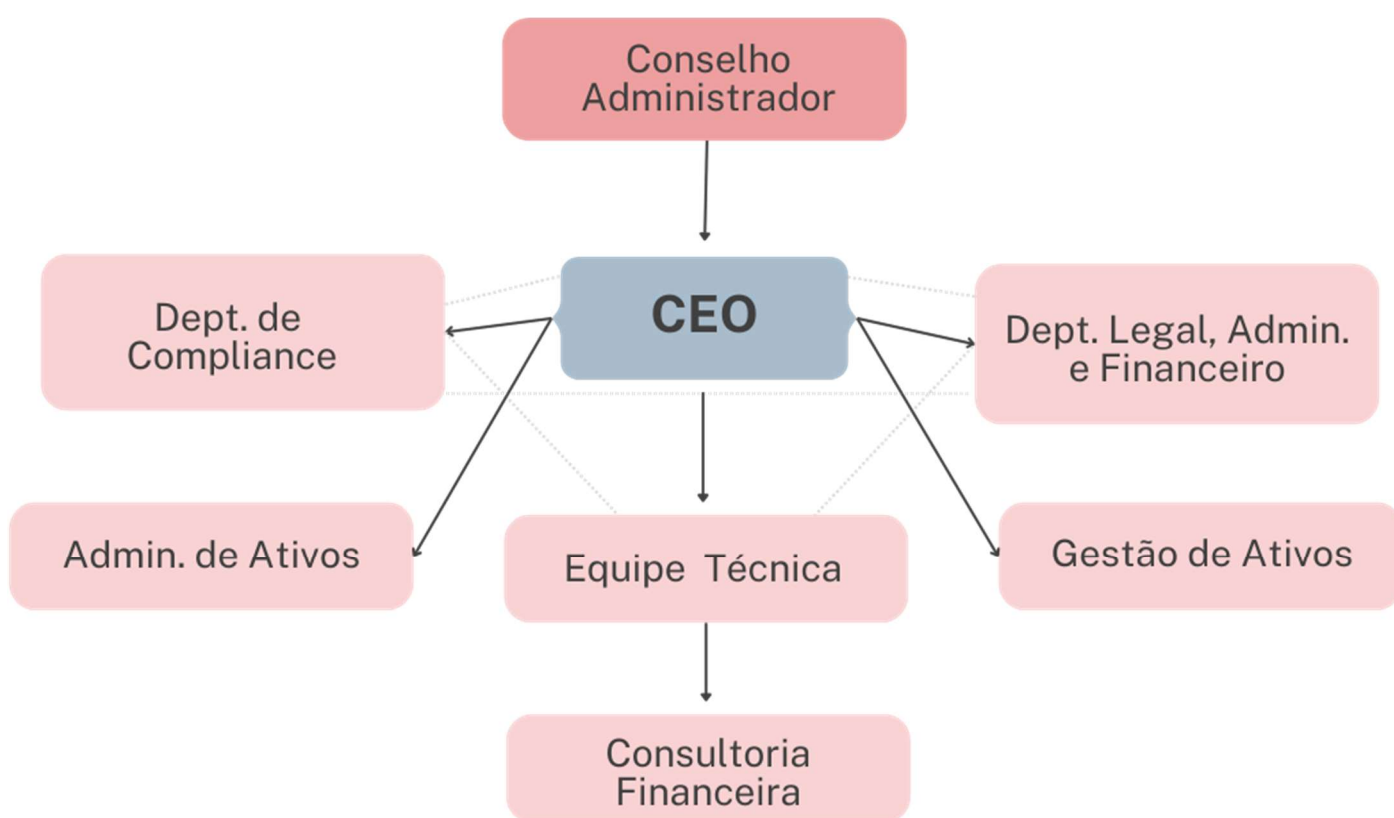 Conselho
Administrador
CEO
Dept. de
Compliance
Dept. Legal, Admin.
e Financeiro
Admin. de Ativos
Equipe Técnica
Gestão de Ativos
Consultoria
Financeira